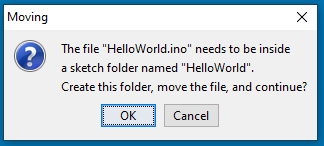 Moving
The file "HelloWorld.ino" needs to be inside
a sketch folder named "HelloWorld".
Create this folder, move the file, and continue?
OK
Cancel